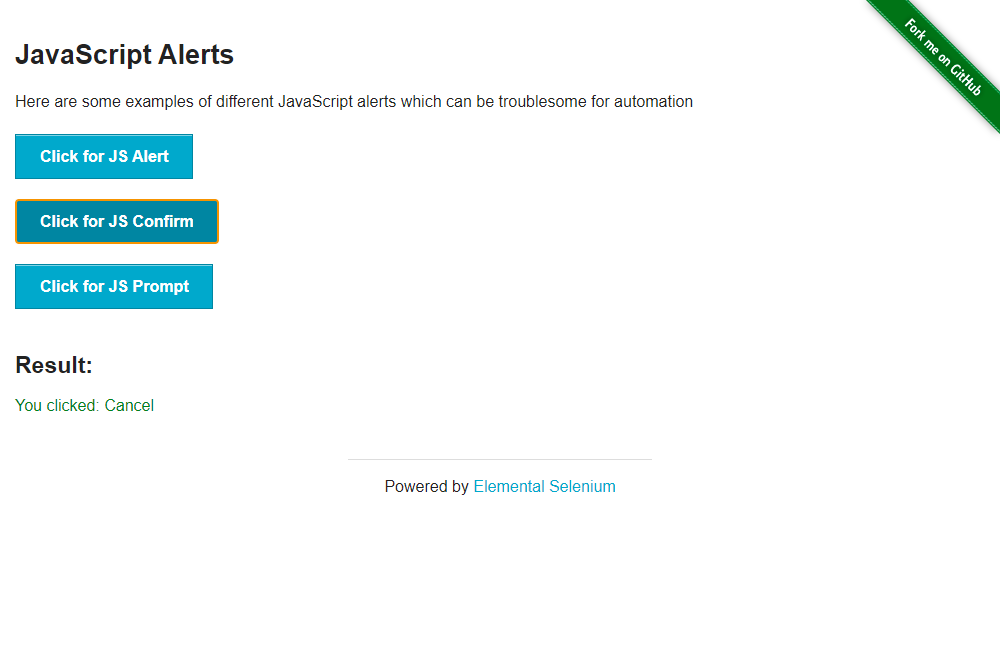 Fork me on GitHub
JavaScript Alerts
Here are some examples of different JavaScript alerts which can be troublesome for automation
Click for JS Alert
Click for JS Confirm
Click for JS Prompt
Result:
You clicked: Cancel
Powered by Elemental Selenium